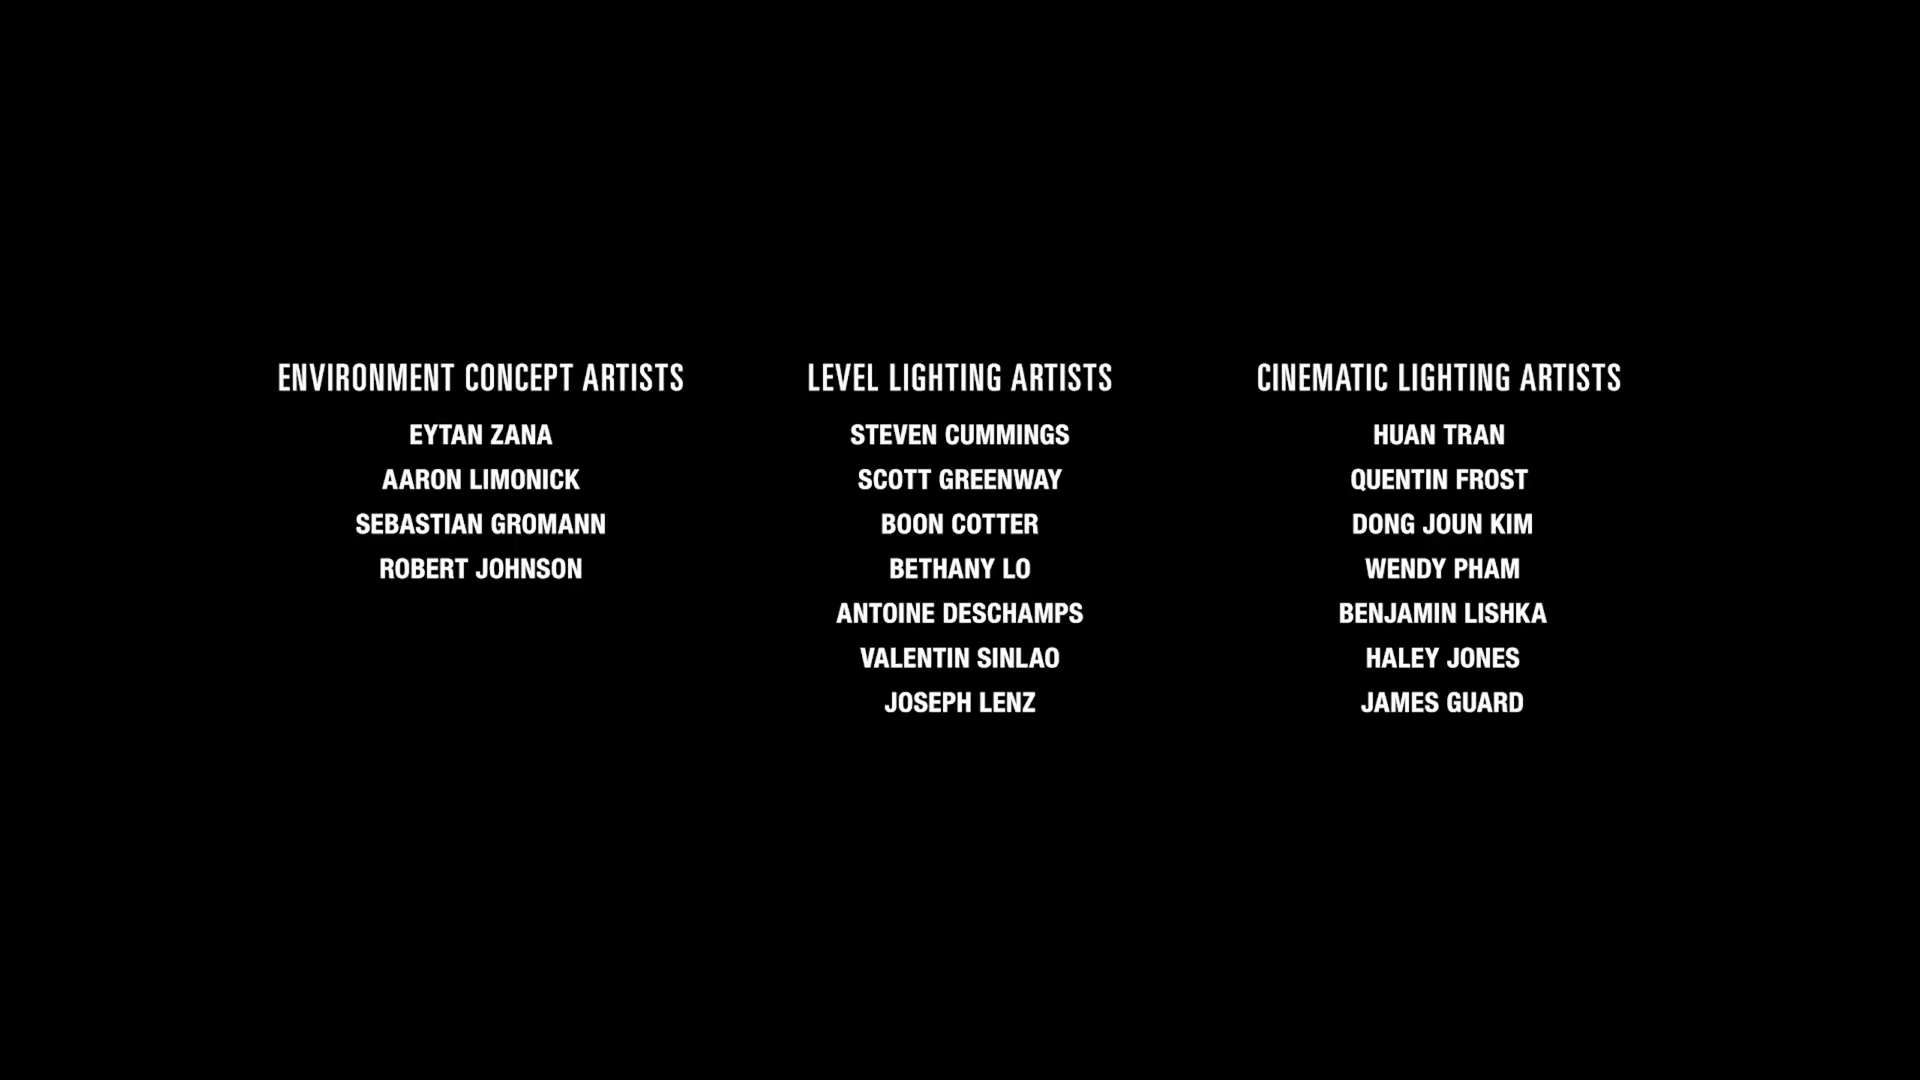 ENVIRONMENT CONCEPT ARTISTS
EYTAN ZANA
AARON LIMONICK
SEBASTIAN GROMANN
ROBERT JOHNSON
LEVEL LIGHTING ARTISTS
STEVEN CUMMINGS
SCOTT GREENWAY
BOON COTTER
BETHANY LO
ANTOINE DESCHAMPS
VALENTIN SINLAO
JOSEPH LENZ
CINEMATIC LIGHTING ARTISTS
HUAN TRAN
QUENTIN FROST
DONG JOUN KIM
WENDY PHAM
BENJAMIN LISHKA
HALEY JONES
JAMES GUARD